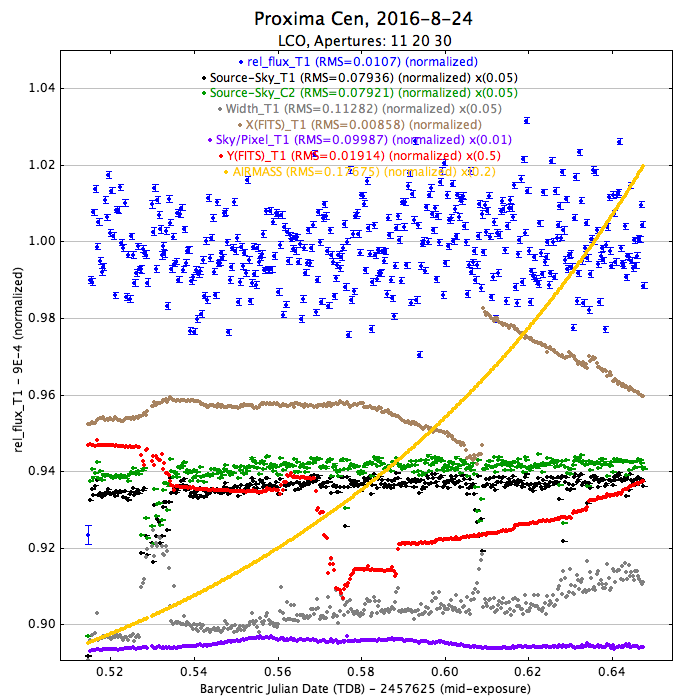 Proxima Cen, 2016-8-24
LCO, Apertures: 11 20 30
rel_flux_T1 (RMS=0.0107) (normalized)
Source-Sky_T1 (RMS=0.07936) (normalized) x(0.05)
Source-Sky_C2 (RMS=0.07921) (normalized) x(0.05)
Width_T1 (RMS=0.11282) (normalized) x(0.05)
X(FITS)_T1 (RMS=0.00858) (normalized)
Sky/Pixel_T1 (RMS=0.09987) (normalized) x(0.01)
Y(FITS)_T1 (RMS=0.01914) (normalized) x(0.5)
AIRMASS (normalized)
1.04
1.02
1.00
0.98
0.96
0.94
0.92
0.90
rel_flux_T1 - 9E-4 (normalized)
0.52 0.54 0.56 0.58 0.60 0.62 0.64
Barycentric Julian Date (TDB) - 2457625 (mid-exposure)